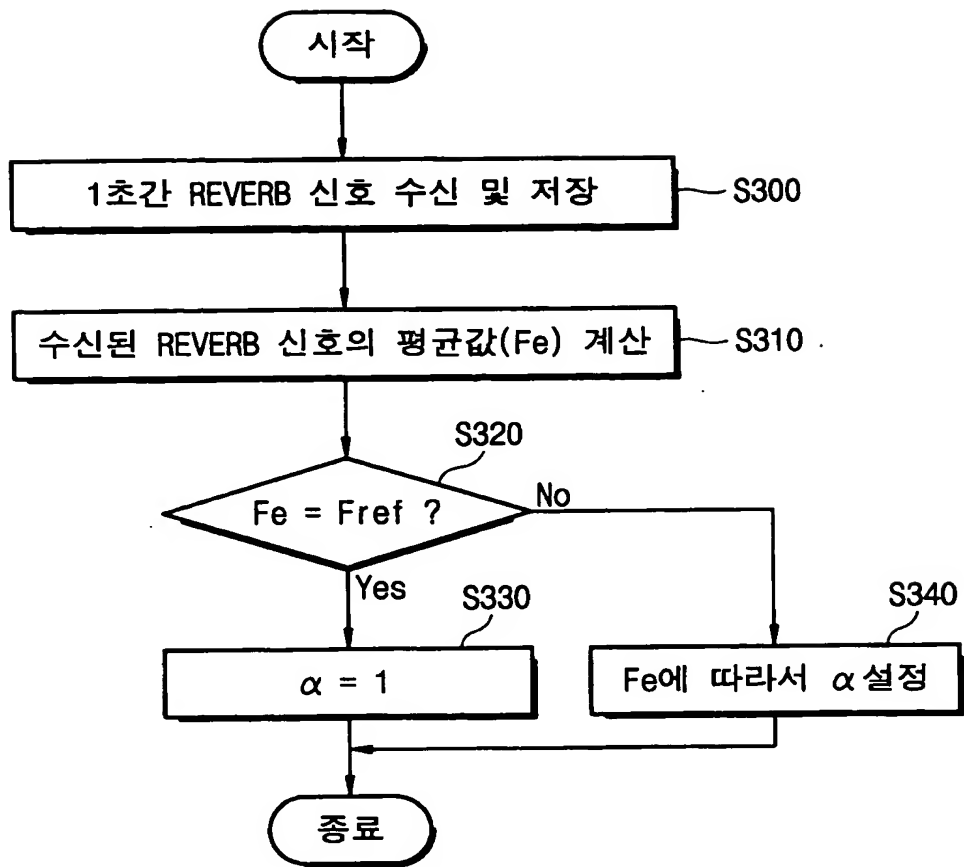 시작
1초간 REVERB 신호 수신 및 저장
S300
수신된 REVERB 신호의 평균값(Fe) 계산
S310
S320
Fe = Fref ?
No
Yes
S330
S340
α = 1
Fe에 따라서 α설정
종료